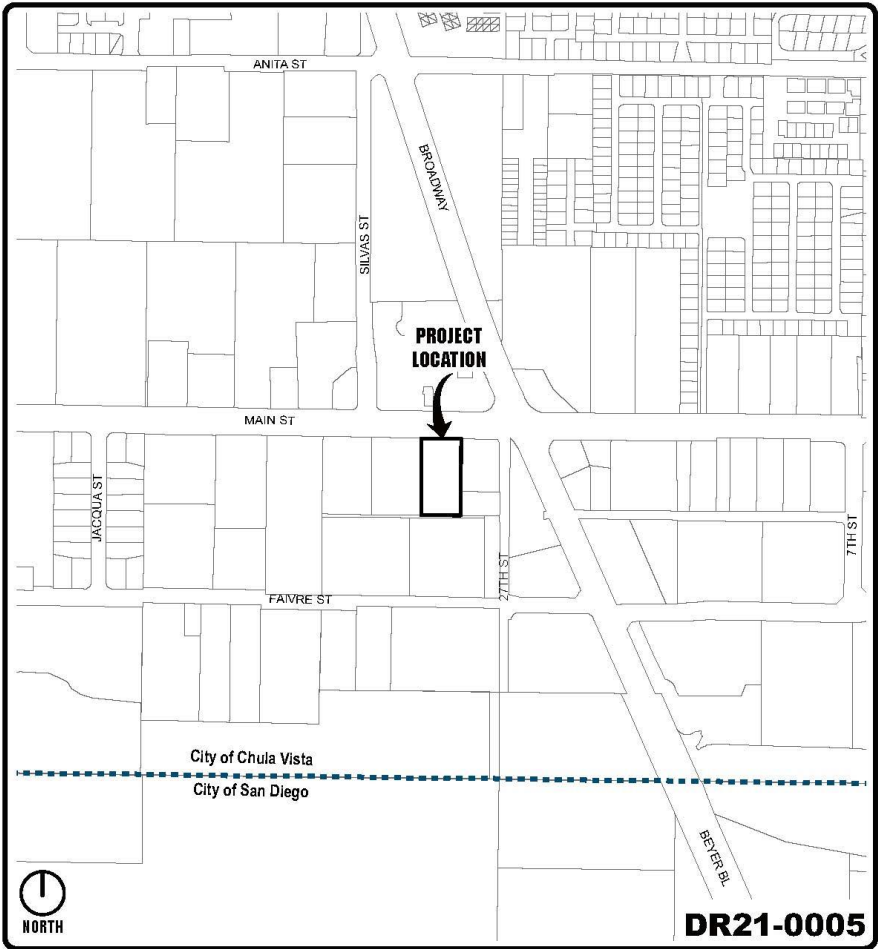 ANITA ST
BROADWAY
SILVAS ST
PROJECT
LOCATION
MAIN ST
JACQUA ST
27TH ST
7TH ST
FAIVRE ST
City of Chula Vista
City of San Diego
BEYER BL
NORTH
DR21-0005